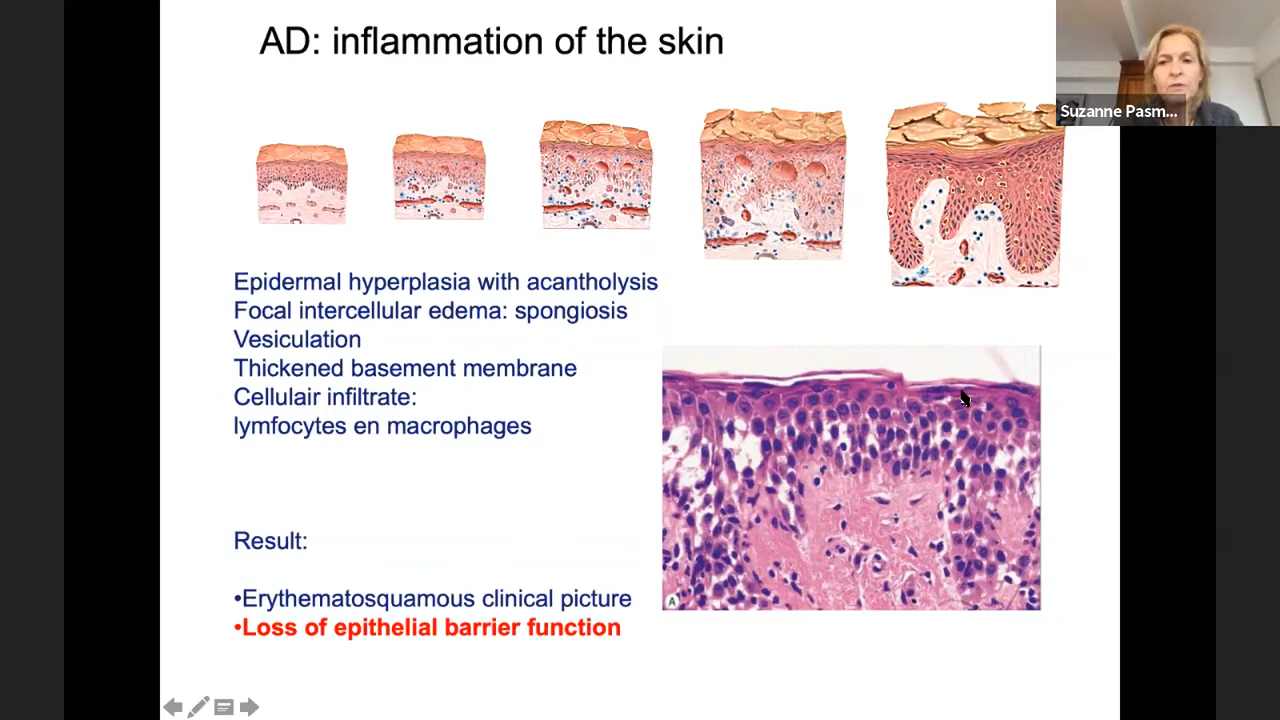 AD: inflammation of the skin
Suzanne Pasm...
Epidermal hyperplasia with acantholysis
Focal intercellular edema: spongiosis
Vesiculation
Thickened basement membrane
Cellulair infiltrate:
lymfocytes en macrophages
Result:
•Erythematosquamous clinical picture
•Loss of epithelial barrier function
A